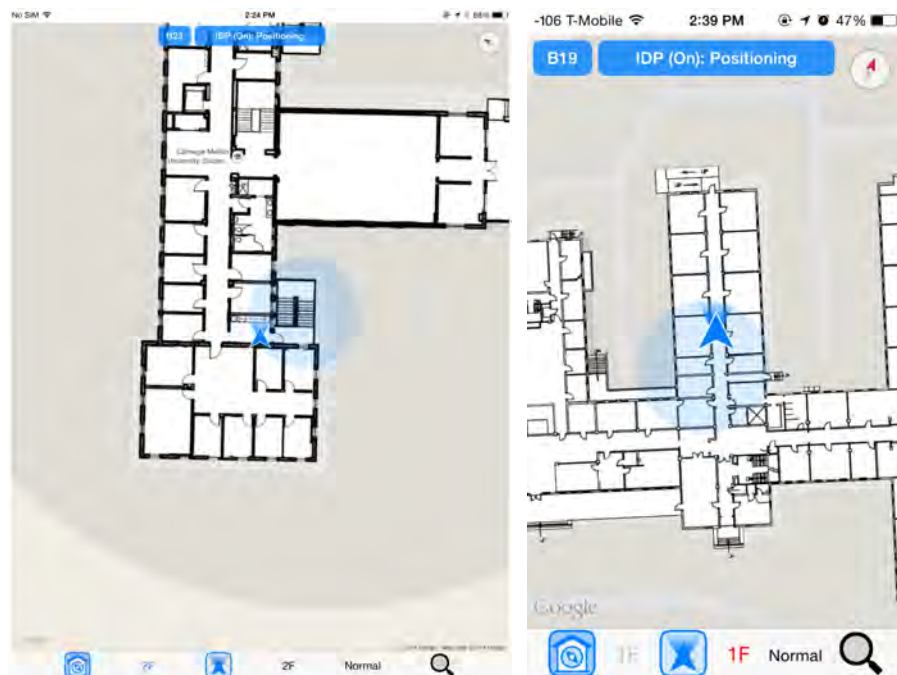 No SIM
2:24 PM
B23
IDP (On): Positioning
Carnegie Mellon
University Silicon...
2F
2F
Normal
-106 T-Mobile
2:39 PM
47%
B19
IDP (On): Positioning
Google
1F
1F
Normal